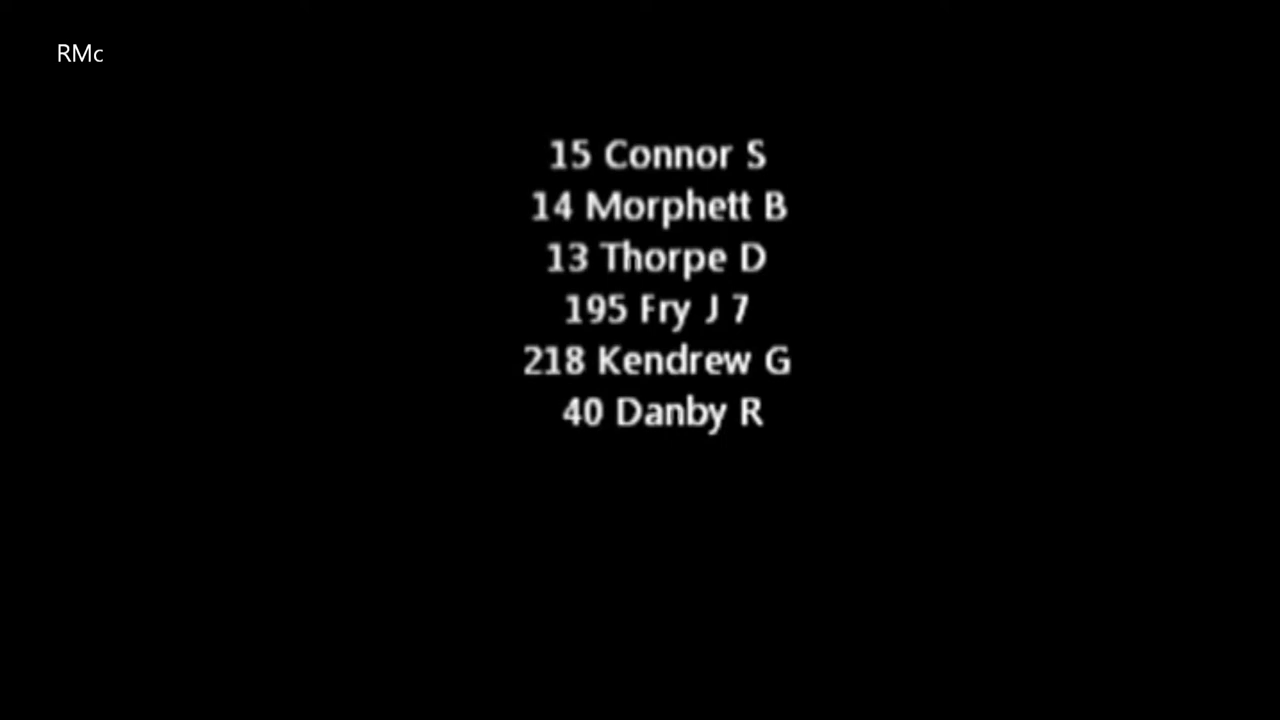 RMc
15 Connor S
14 Morphett B
13 Thorpe D
195 Fry J 7
218 Kendrew G
40 Danby R